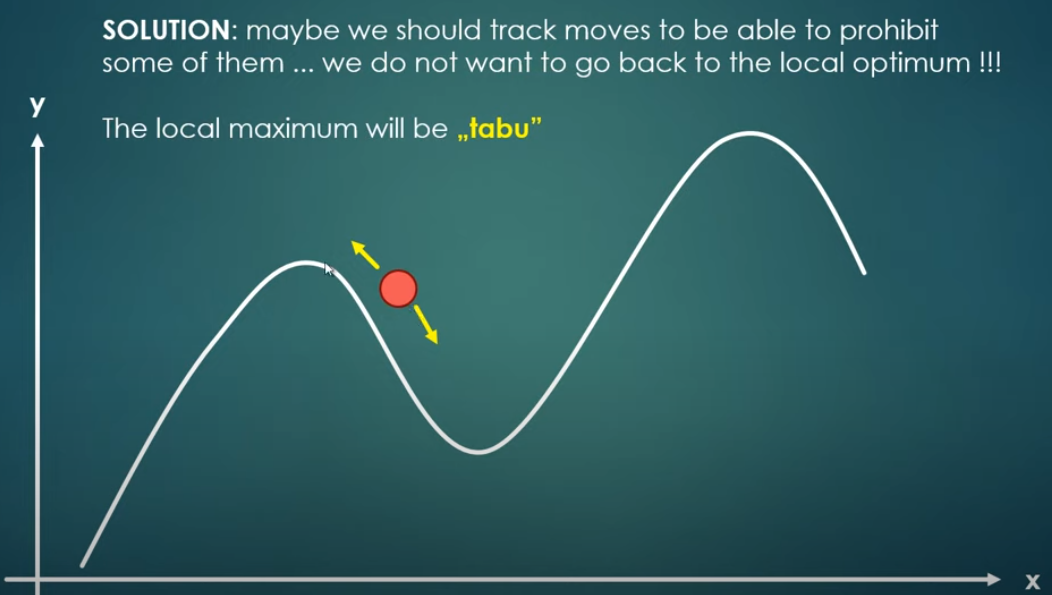 SOLUTION: maybe we should track moves to be able to prohibit
some of them ... we do not want to go back to the local optimum !!!
y
The local maximum will be „tabu”
x